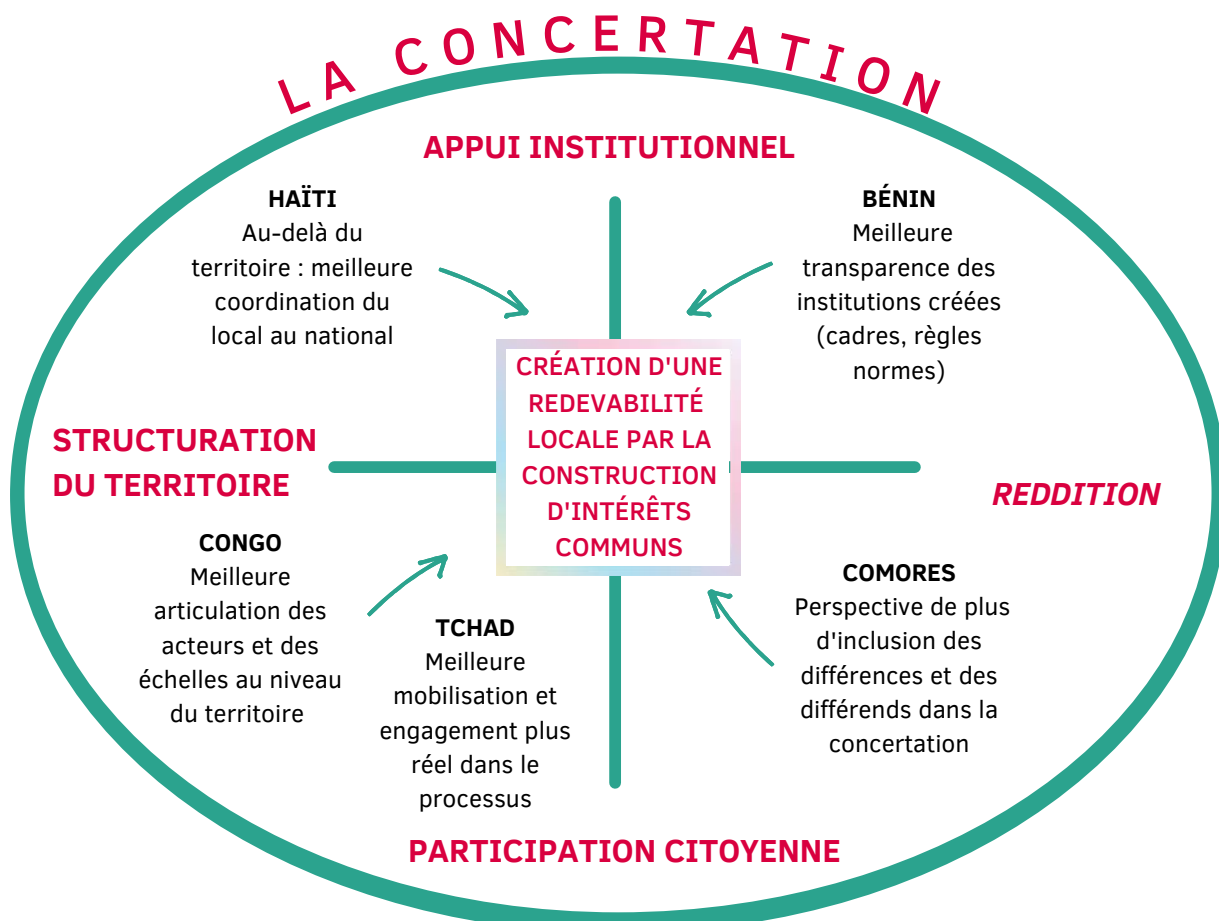 LA CONCERTATION
APPUI INSTITUTIONNEL
HAÏTI
Au-delà du
territoire : meilleure
coordination du
local au national
BÉNIN
Meilleure
transparence des
institutions créées
(cadres, règles
normes)
CRÉATION D'UNE
REDEVABILITÉ
LOCALE PAR LA
CONSTRUCTION
D'INTÉRÊTS
COMMUNS
STRUCTURATION
DU TERRITOIRE
REDDITION
CONGO
Meilleure
articulation des
acteurs et des
échelles au niveau
du territoire
TCHAD
Meilleure
mobilisation et
engagement plus
réel dans le
processus
COMORES
Perspective de plus
d'inclusion des
différences et des
différends dans la
concertation
PARTICIPATION CITOYENNE